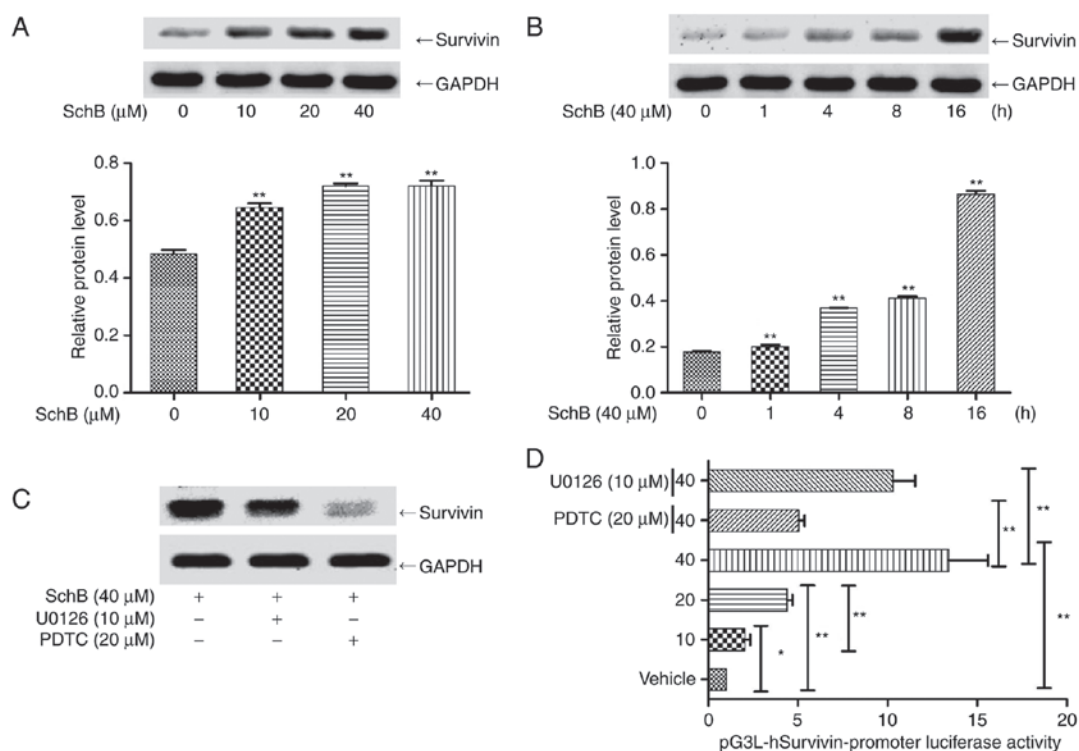 A
← Survivin
← GAPDH
SchB (μM) 0 10 20 40
Relative protein level
0.8
0.6
0.4
0.2
0.0
** ** **
SchB (μM) 0 10 20 40
B
← Survivin
← GAPDH
SchB (40 μM) 0 1 4 8 16 (h)
Relative protein level
1.0
0.8
0.6
0.4
0.2
0.0
** ** ** **
SchB (40 μM) 0 1 4 8 16 (h)
C
← Survivin
← GAPDH
SchB (40 μM) + + +
U0126 (10 μM) – + –
PDTC (20 μM) – – +
D
U0126 (10 μM) 40
PDTC (20 μM) 40
40
20
10
Vehicle
* ** ** ** ** **
0 5 10 15 20
pG3L-hSurvivin-promoter luciferase activity